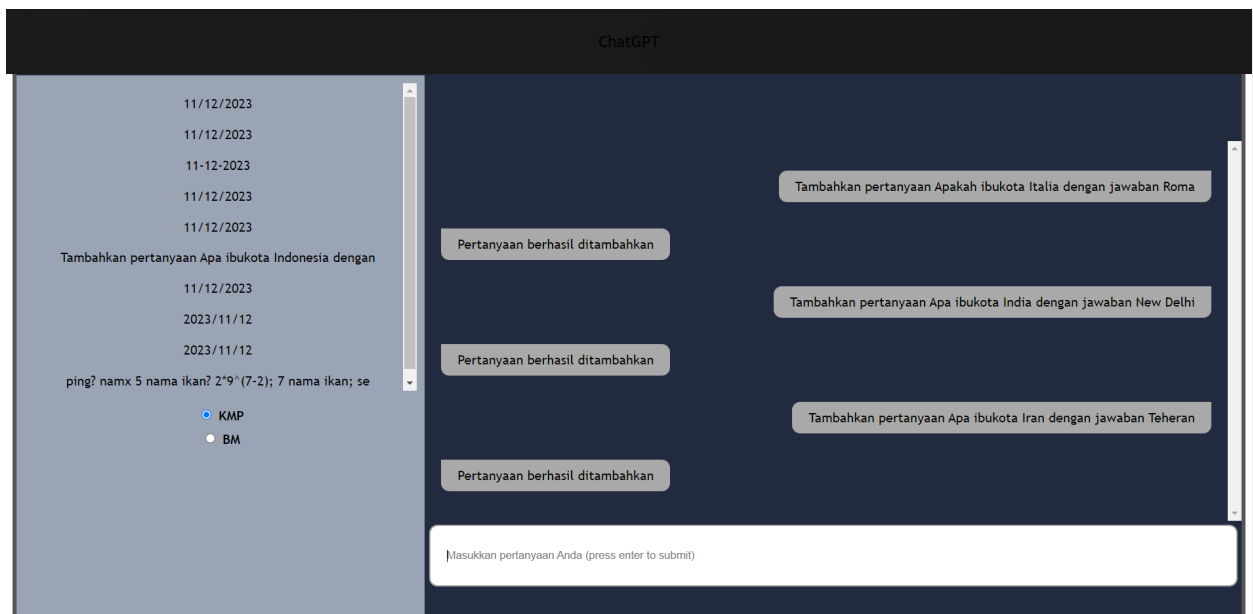 ChatGPT
11/12/2023
11/12/2023
11-12-2023
11/12/2023
11/12/2023
Tambahkan pertanyaan Apa ibukota Indonesia dengan
11/12/2023
2023/11/12
2023/11/12
ping? namx 5 nama ikan? 2*9^(7-2); 7 nama ikan; se
KMP
BM
Tambahkan pertanyaan Apakah ibukota Italia dengan jawaban Roma
Pertanyaan berhasil ditambahkan
Tambahkan pertanyaan Apa ibukota India dengan jawaban New Delhi
Pertanyaan berhasil ditambahkan
Tambahkan pertanyaan Apa ibukota Iran dengan jawaban Teheran
Pertanyaan berhasil ditambahkan
Masukkan pertanyaan Anda (press enter to submit)